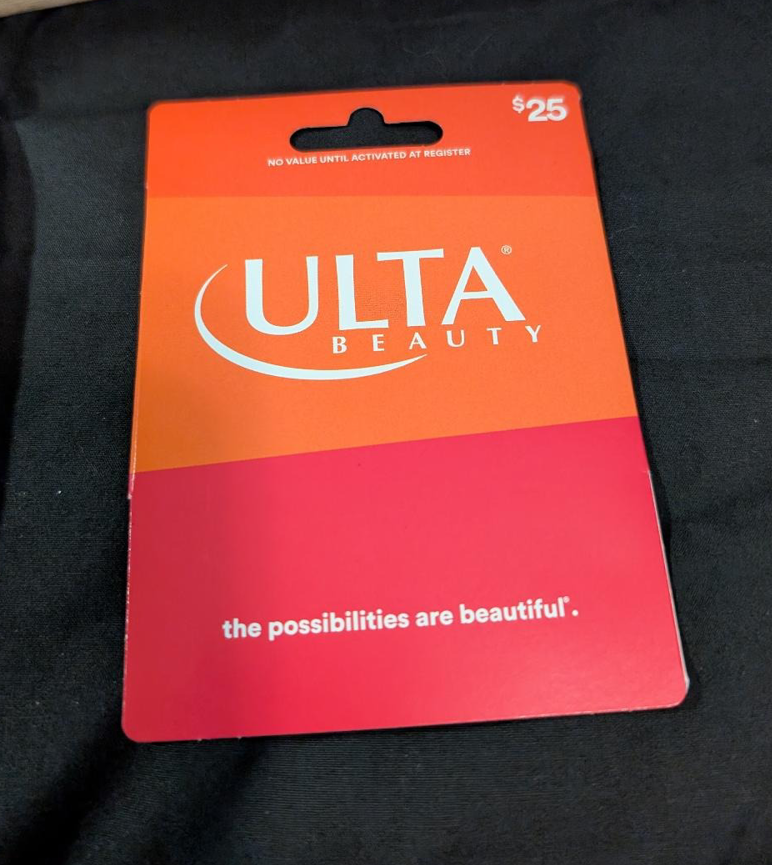 $25
NO VALUE UNTIL ACTIVATED AT REGISTER
ULTA®
BEAUTY
the possibilities are beautiful®.